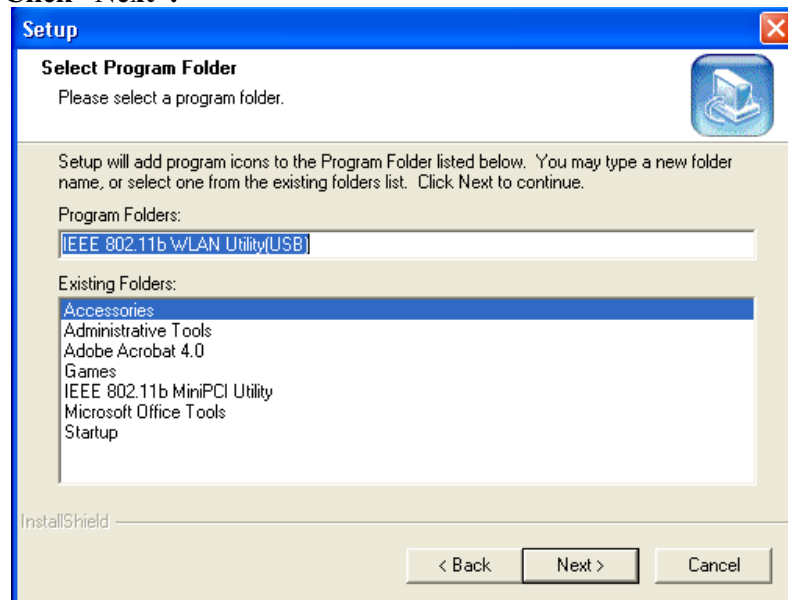 Click "Next".
Setup
Select Program Folder
Please select a program folder.
Setup will add program icons to the Program Folder listed below. You may type a new folder
name, or select one from the existing folders list. Click Next to continue.
Program Folders:
IEEE 802.11b WLAN Utility(USB)
Existing Folders:
Accessories
Administrative Tools
Adobe Acrobat 4.0
Games
IEEE 802.11b MiniPCI Utility
Microsoft Office Tools
Startup
InstallShield
< Back Next > Cancel